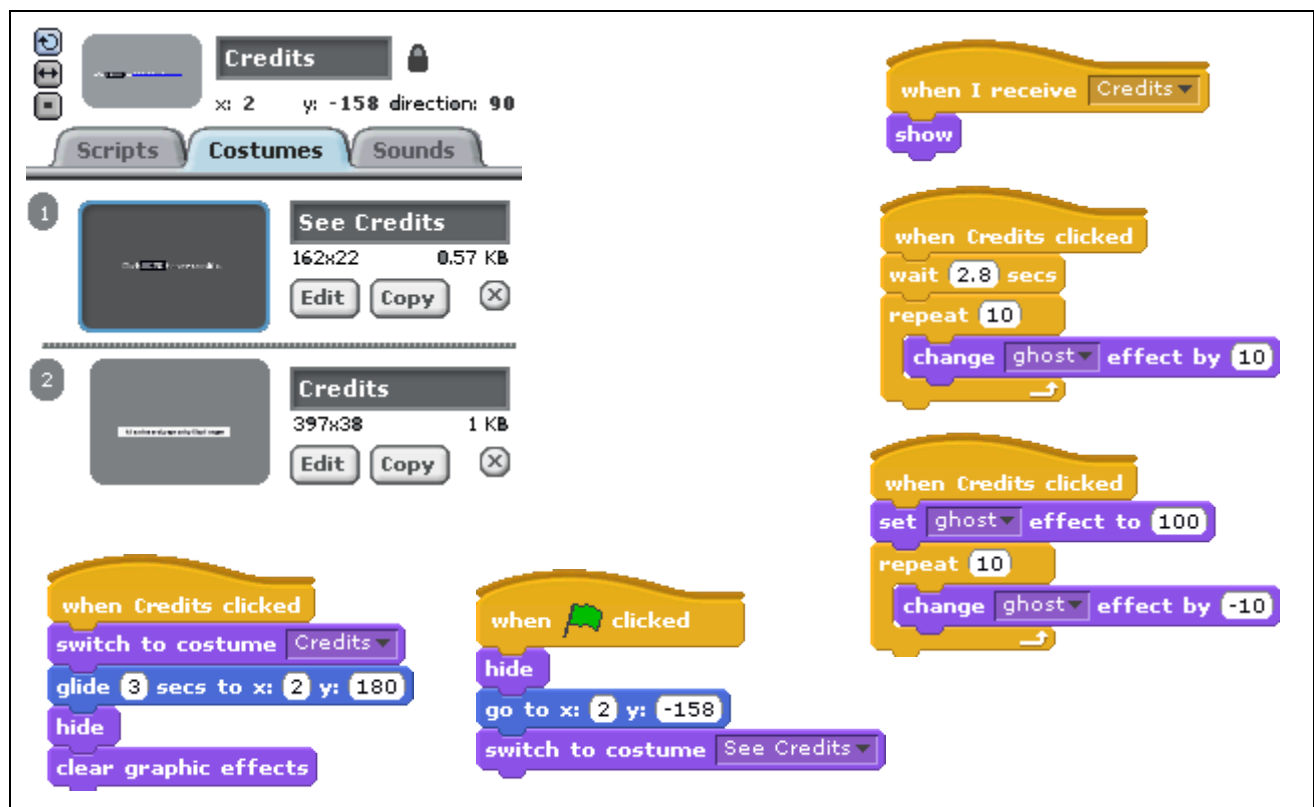 Credits
x: 2 y: -158 direction: 90
Scripts Costumes Sounds
1
See Credits
162x22 0.57 KB
Edit Copy
2
Credits
397x38 1 KB
Edit Copy
when Credits clicked
switch to costume Credits
glide 3 secs to x: 2 y: 180
hide
clear graphic effects
when clicked
hide
go to x: 2 y: -158
switch to costume See Credits
when I receive Credits
show
when Credits clicked
wait 2.8 secs
repeat 10
change ghost effect by 10
when Credits clicked
set ghost effect to 100
repeat 10
change ghost effect by -10